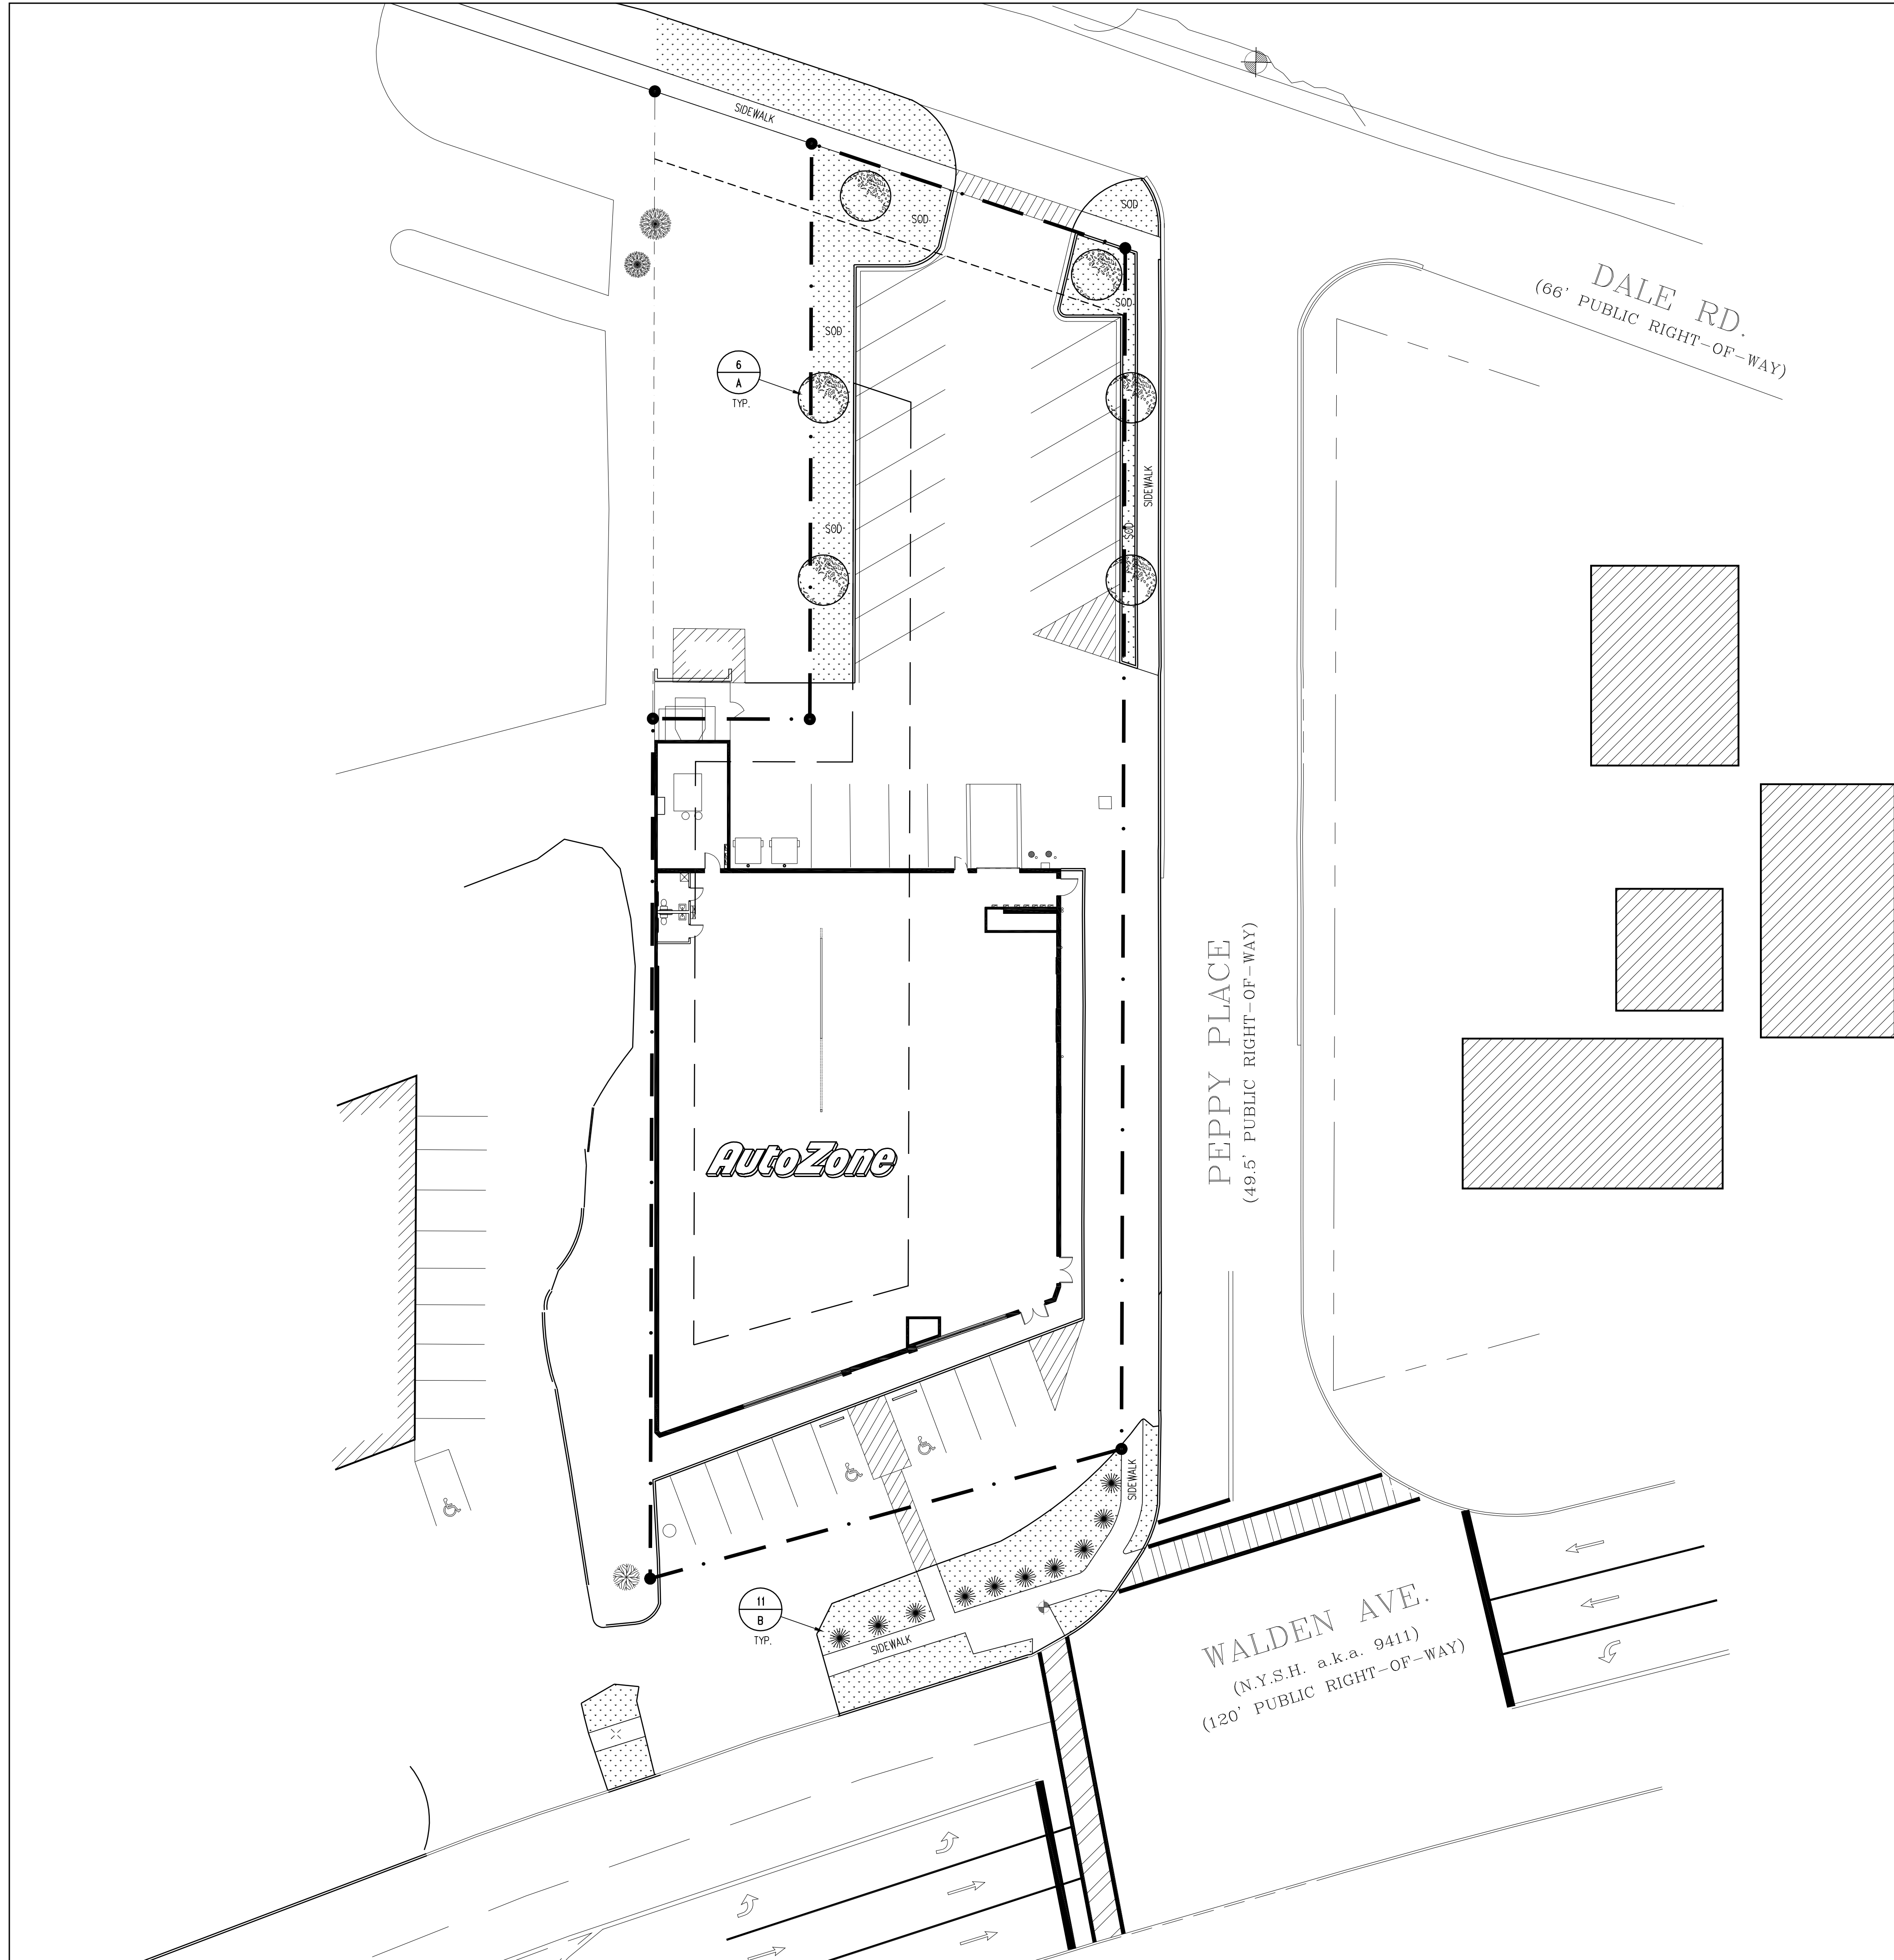 SIDEWALK
SOD
SOD
SOD
SOD
6
A
TYP.
SOD
SOD
SIDEWALK
DALE RD.
(66' PUBLIC RIGHT-OF-WAY)
PEPPY PLACE
(49.5' PUBLIC RIGHT-OF-WAY)
AutoZone
SIDEWALK
11
B
TYP.
SIDEWALK
WALDEN AVE.
(N.Y.S.H. a.k.a. 9411)
(120' PUBLIC RIGHT-OF-WAY)